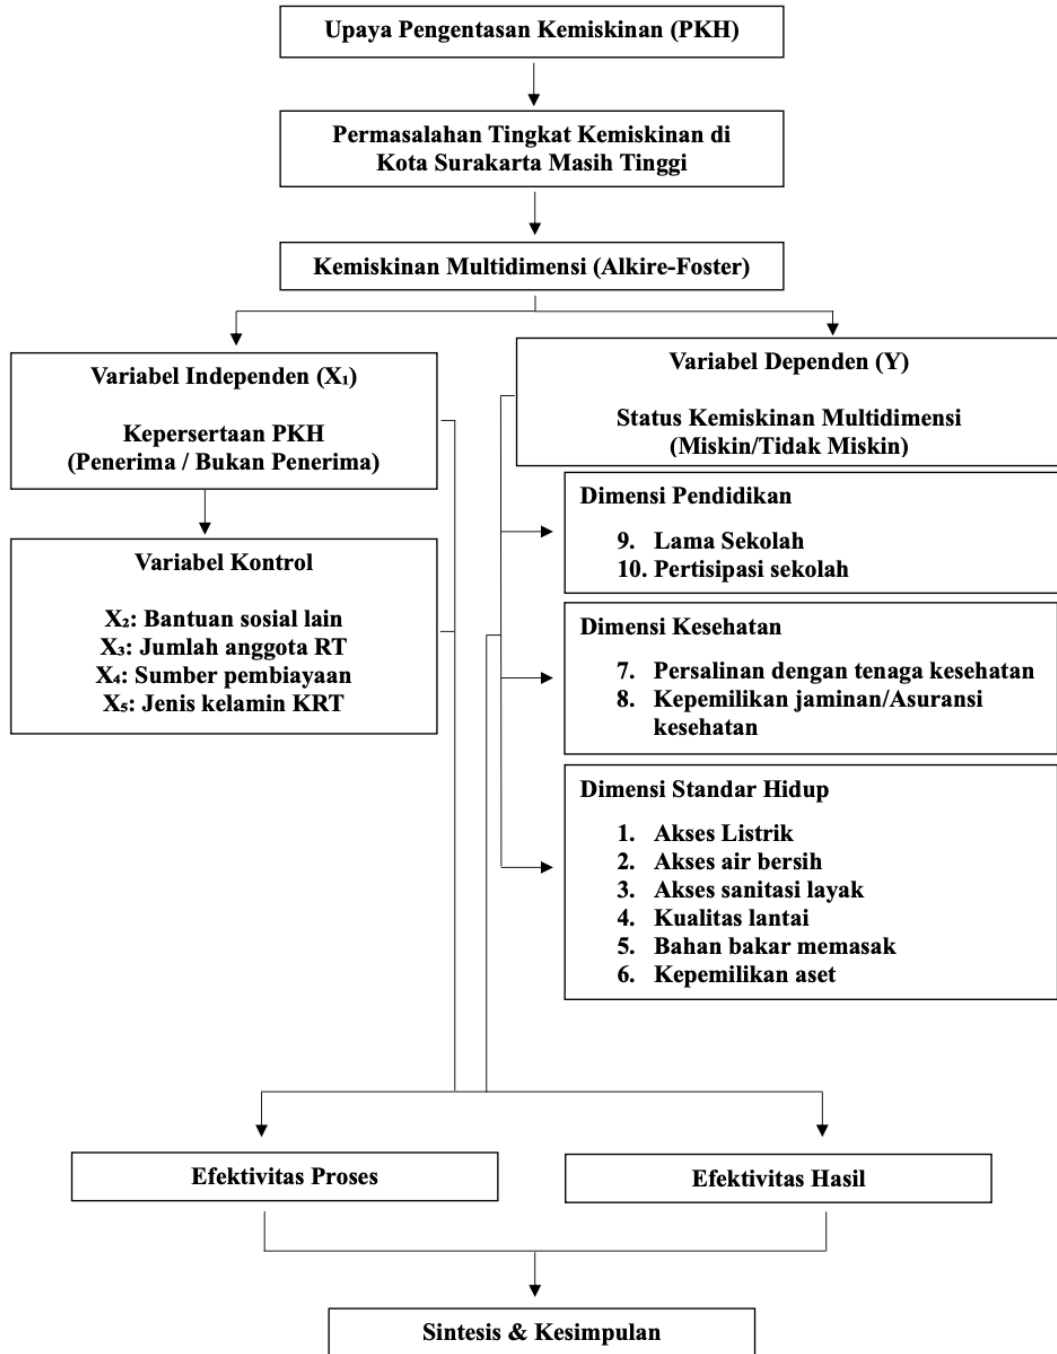 Upaya Pengentasan Kemiskinan (PKH)
Permasalahan Tingkat Kemiskinan di
Kota Surakarta Masih Tinggi
Kemiskinan Multidimensi (Alkire-Foster)
Variabel Independen (X₁)
Kepersertaan PKH
(Penerima / Bukan Penerima)
Variabel Kontrol
X₂: Bantuan sosial lain
X₃: Jumlah anggota RT
X₄: Sumber pembiayaan
X₅: Jenis kelamin KRT
Variabel Dependen (Y)
Status Kemiskinan Multidimensi
(Miskin/Tidak Miskin)
Dimensi Pendidikan
9. Lama Sekolah
10. Pertisipasi sekolah
Dimensi Kesehatan
7. Persalinan dengan tenaga kesehatan
8. Kepemilikan jaminan/Asuransi
kesehatan
Dimensi Standar Hidup
1. Akses Listrik
2. Akses air bersih
3. Akses sanitasi layak
4. Kualitas lantai
5. Bahan bakar memasak
6. Kepemilikan aset
Efektivitas Proses
Efektivitas Hasil
Sintesis & Kesimpulan